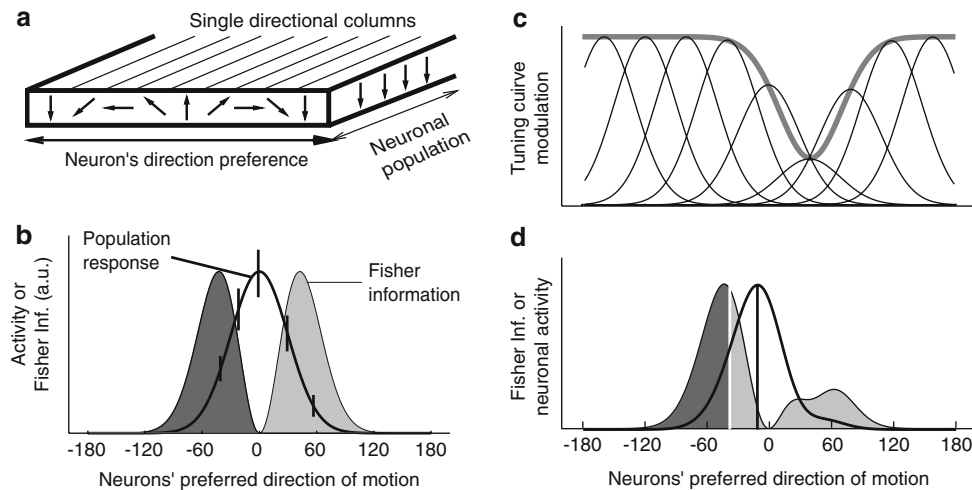 a
Single directional columns
Neuron's direction preference
Neuronal
population
b
Population
response
Fisher
information
Activity or
Fisher Inf. (a.u.)
-180 -120 -60 0 60 120 180
Neurons' preferred direction of motion
c
Tuning curve
modulation
d
Fisher Inf. or
neuronal activity
-180 -120 -60 0 60 120 180
Neurons' preferred direction of motion